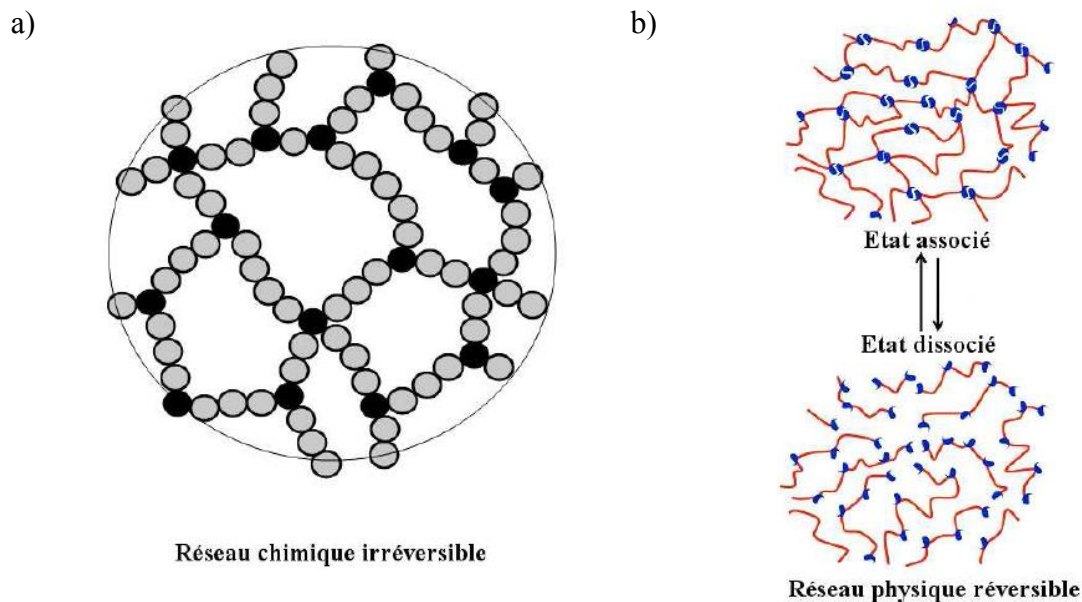 a)
b)
Etat associé
Etat dissocié
Réseau chimique irréversible
Réseau physique réversible